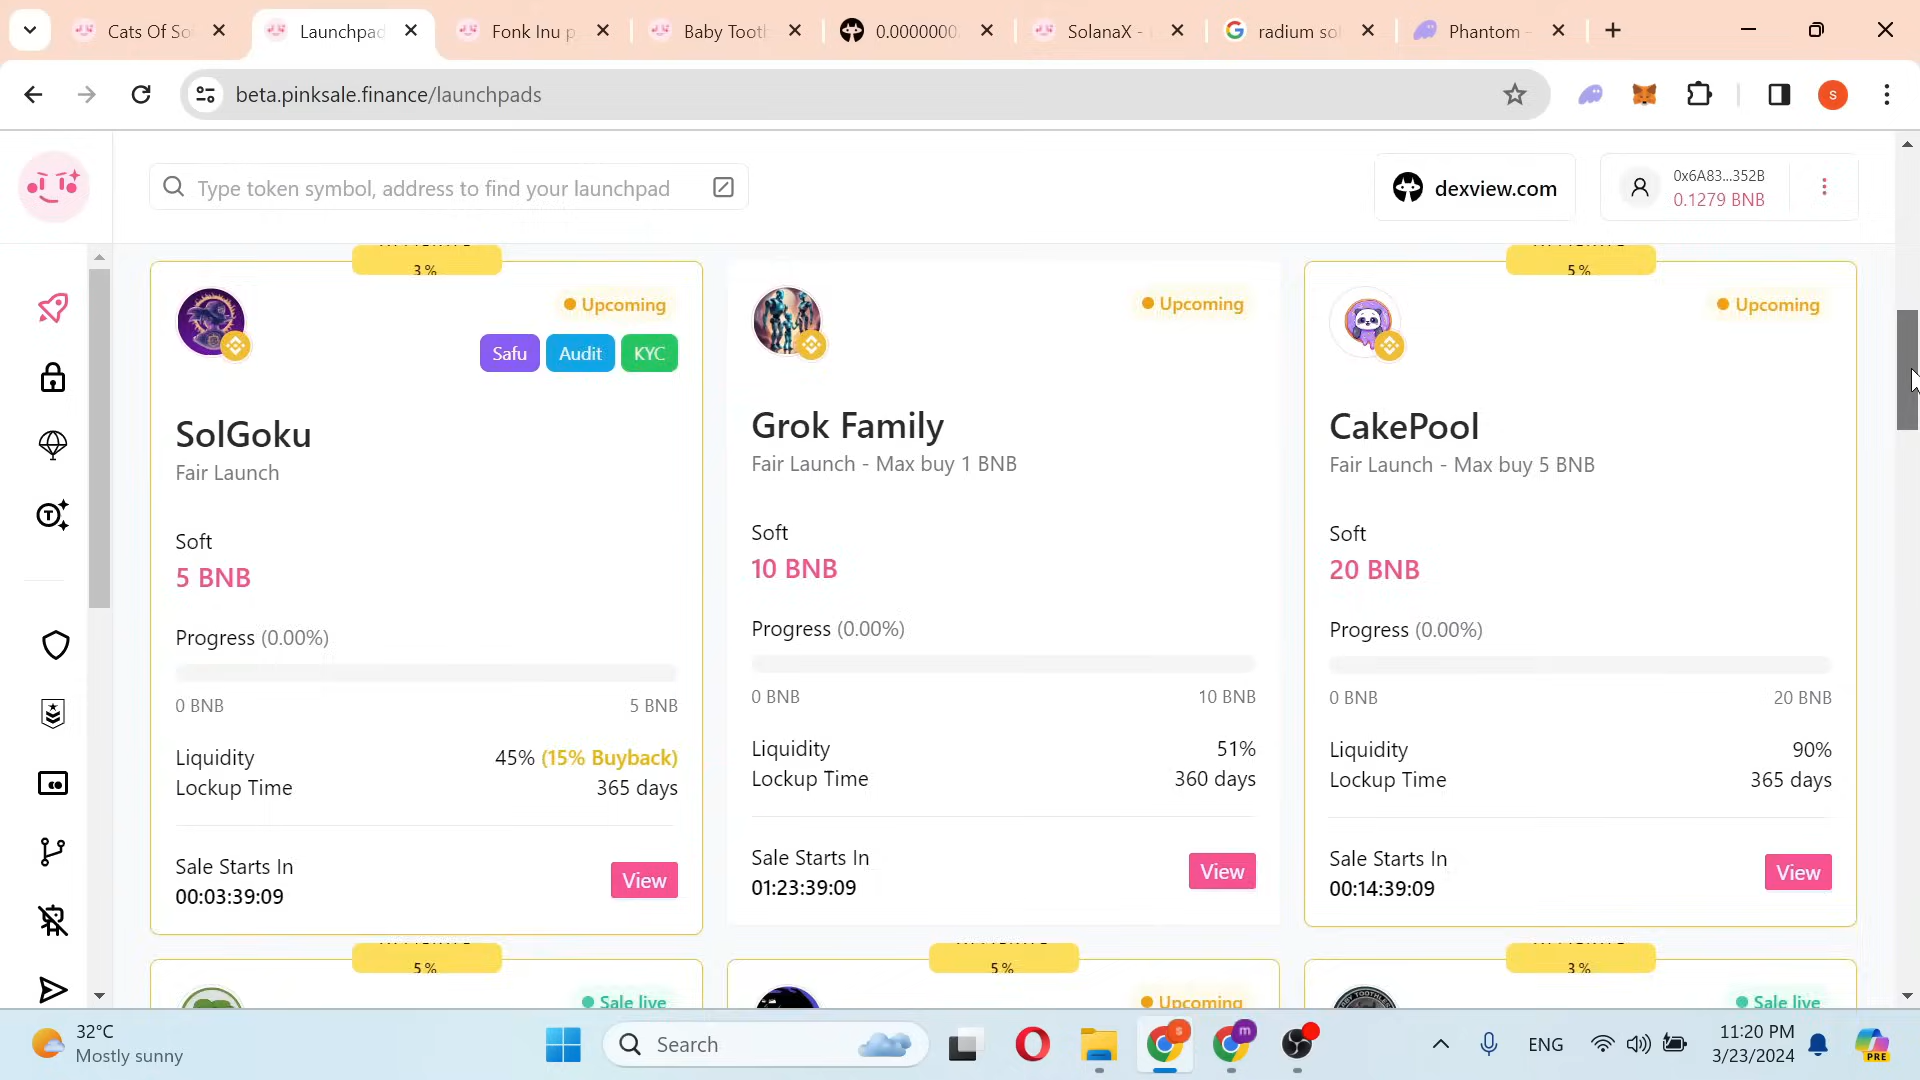 Cats Of So
Launchpad
Fonk Inu p
Baby Tooth
0.0000000
SolanaX -
radium sol
Phantom -
beta.pinksale.finance/launchpads
S
Type token symbol, address to find your launchpad
dexview.com
0x6A83...352B
0.1279 BNB
3%
5%
Upcoming
Upcoming
Upcoming
Safu
Audit
KYC
SolGoku
Fair Launch
Soft
5 BNB
Progress (0.00%)
0 BNB
5 BNB
Liquidity
45% (15% Buyback)
Lockup Time
365 days
Sale Starts In
00:03:39:09
View
Grok Family
Fair Launch - Max buy 1 BNB
Soft
10 BNB
Progress (0.00%)
0 BNB
10 BNB
Liquidity
51%
Lockup Time
360 days
Sale Starts In
01:23:39:09
View
CakePool
Fair Launch - Max buy 5 BNB
Soft
20 BNB
Progress (0.00%)
0 BNB
20 BNB
Liquidity
90%
Lockup Time
365 days
Sale Starts In
00:14:39:09
View
5%
5%
3%
Sale live
Upcoming
Sale live
32°C
Mostly sunny
Search
S
m
ENG
11:20 PM
3/23/2024
PRE